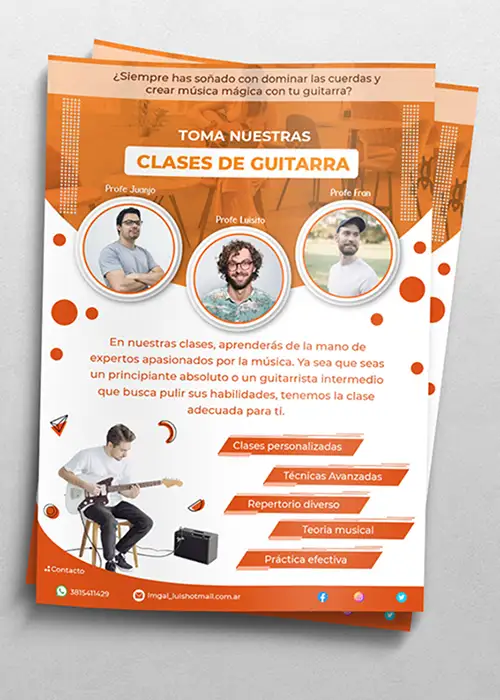 ¿Siempre has soñado con dominar las cuerdas y
crear música mágica con tu guitarra?
TOMA NUESTRAS
CLASES DE GUITARRA
Profe Juanjo
Profe Luisito
Profe Fran
En nuestras clases, aprenderás de la mano de
expertos apasionados por la música. Ya sea que seas
un principiante absoluto o un guitarrista intermedio
que busca pulir sus habilidades, tenemos la clase
adecuada para tí.
Clases personalizadas
Técnicas Avanzadas
Repertorio diverso
Teoria musical
Práctica efectiva
Contacto
3815411429
lmgal_luishotmail.com.ar